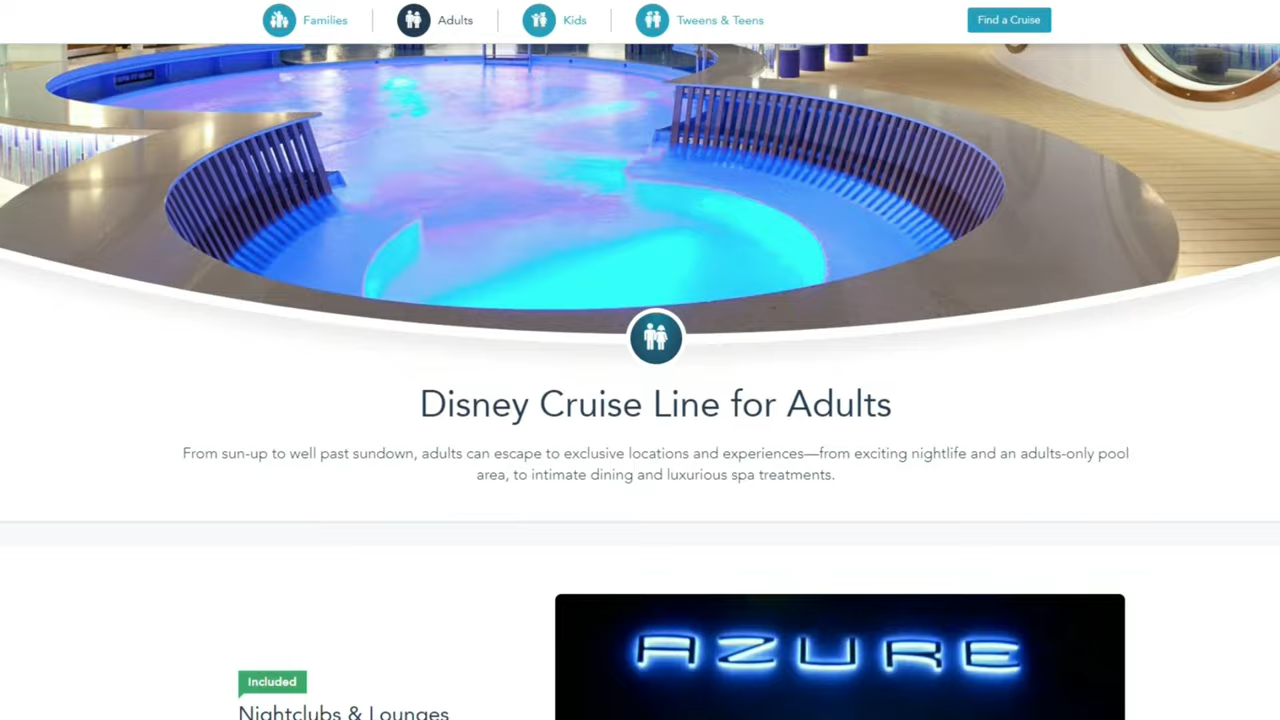 Families
Adults
Kids
Tweens & Teens
Find a Cruise
Disney Cruise Line for Adults
From sun-up to well past sundown, adults can escape to exclusive locations and experiences—from exciting nightlife and an adults-only pool
area, to intimate dining and luxurious spa treatments.
AZURE
Included
Nightclubs & Lounges